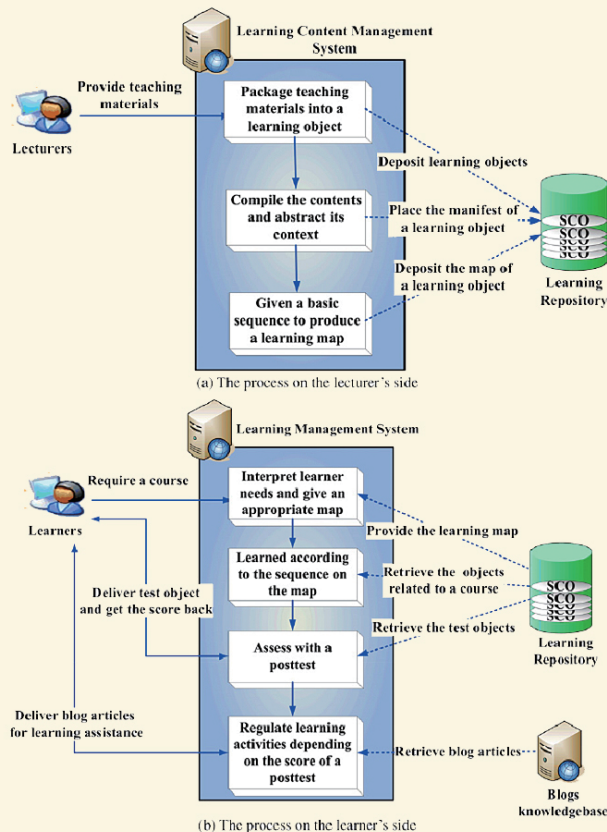 Learning Content Management
System
Provide teaching
materials
Lecturers
Package teaching
materials into a
learning object
Deposit learning objects
Compile the contents
and abstract its
context
Place the manifest of
a learning object
SCO
SCO
SCO
SCO
Deposit the map of
a learning object
Learning
Repository
Given a basic
sequence to produce
a learning map
(a) The process on the lecturer's side
Learning Management System
Require a course
Learners
Interpret learner
needs and give an
appropriate map
Provide the learning map
Learned according
to the sequence on
the map
Retrieve the objects
related to a course
SCO
SCO
SCO
SCO
Deliver test object
and get the score back
Retrieve the test objects
Learning
Repository
Assess with a
posttest
Deliver blog articles
for learning assistance
Regulate learning
activities depending
on the score of a
posttest
Retrieve blog articles
Blogs
knowledgebase
(b) The process on the learner's side